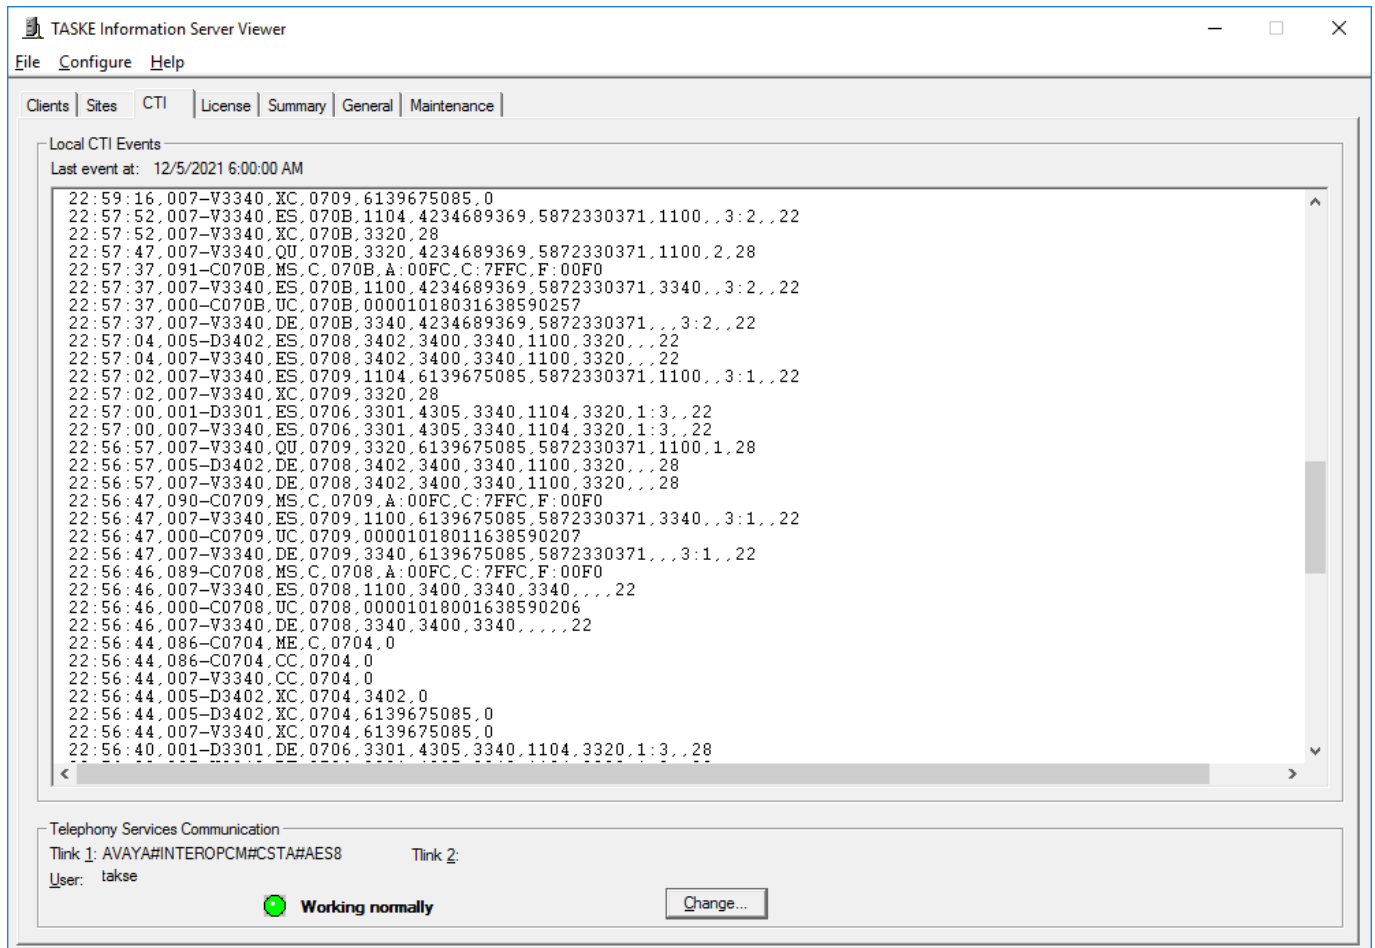 TASKE Information Server Viewer
File Configure Help
Clients Sites CTI License Summary General Maintenance
Local CTI Events
Last event at: 12/5/2021 6:00:00 AM
22:59:16,007-V3340,XC,0709,6139675085,0
22:57:52,007-V3340,ES,070B,1104,4234689369,5872330371,1100,,3:2,,22
22:57:52,007-V3340,XC,070B,3320,28
22:57:47,007-V3340,QU,070B,3320,4234689369,5872330371,1100,2,28
22:57:37,091-C070B,MS,C,070B,A:00FC,C:7FFC,F:00F0
22:57:37,007-V3340,ES,070B,1100,4234689369,5872330371,3340,,3:2,,22
22:57:37,000-C070B,UC,070B,00001018031638590257
22:57:37,007-V3340,DE,070B,3340,4234689369,5872330371,,,3:2,,22
22:57:04,005-D3402,ES,0708,3402,3400,3340,1100,3320,,,22
22:57:04,007-V3340,ES,0708,3402,3400,3340,1100,3320,,,22
22:57:02,007-V3340,ES,0709,1104,6139675085,5872330371,1100,,3:1,,22
22:57:02,007-V3340,XC,0709,3320,28
22:57:00,001-D3301,ES,0706,3301,4305,3340,1104,3320,1:3,,22
22:57:00,007-V3340,ES,0706,3301,4305,3340,1104,3320,1:3,,22
22:56:57,007-V3340,QU,0709,3320,6139675085,5872330371,1100,1,28
22:56:57,005-D3402,DE,0708,3402,3400,3340,1100,3320,,,28
22:56:57,007-V3340,DE,0708,3402,3400,3340,1100,3320,,,28
22:56:47,090-C0709,MS,C,0709,A:00FC,C:7FFC,F:00F0
22:56:47,007-V3340,ES,0709,1100,6139675085,5872330371,3340,,3:1,,22
22:56:47,000-C0709,UC,0709,00001018011638590207
22:56:47,007-V3340,DE,0709,3340,6139675085,5872330371,,,3:1,,22
22:56:46,089-C0708,MS,C,0708,A:00FC,C:7FFC,F:00F0
22:56:46,007-V3340,ES,0708,1100,3400,3340,3340,,,,22
22:56:46,000-C0708,UC,0708,00001018001638590206
22:56:46,007-V3340,DE,0708,3340,3400,3340,,,,,22
22:56:44,086-C0704,ME,C,0704,0
22:56:44,086-C0704,CC,0704,0
22:56:44,007-V3340,CC,0704,0
22:56:44,005-D3402,XC,0704,3402,0
22:56:44,005-D3402,XC,0704,6139675085,0
22:56:44,007-V3340,XC,0704,6139675085,0
22:56:40,001-D3301,DE,0706,3301,4305,3340,1104,3320,1:3,,28
Telephony Services Communication
Tlink 1: AVAYA#INTEROPCM#CSTA#AES8 Tlink 2:
User: takse
Working normally Change...